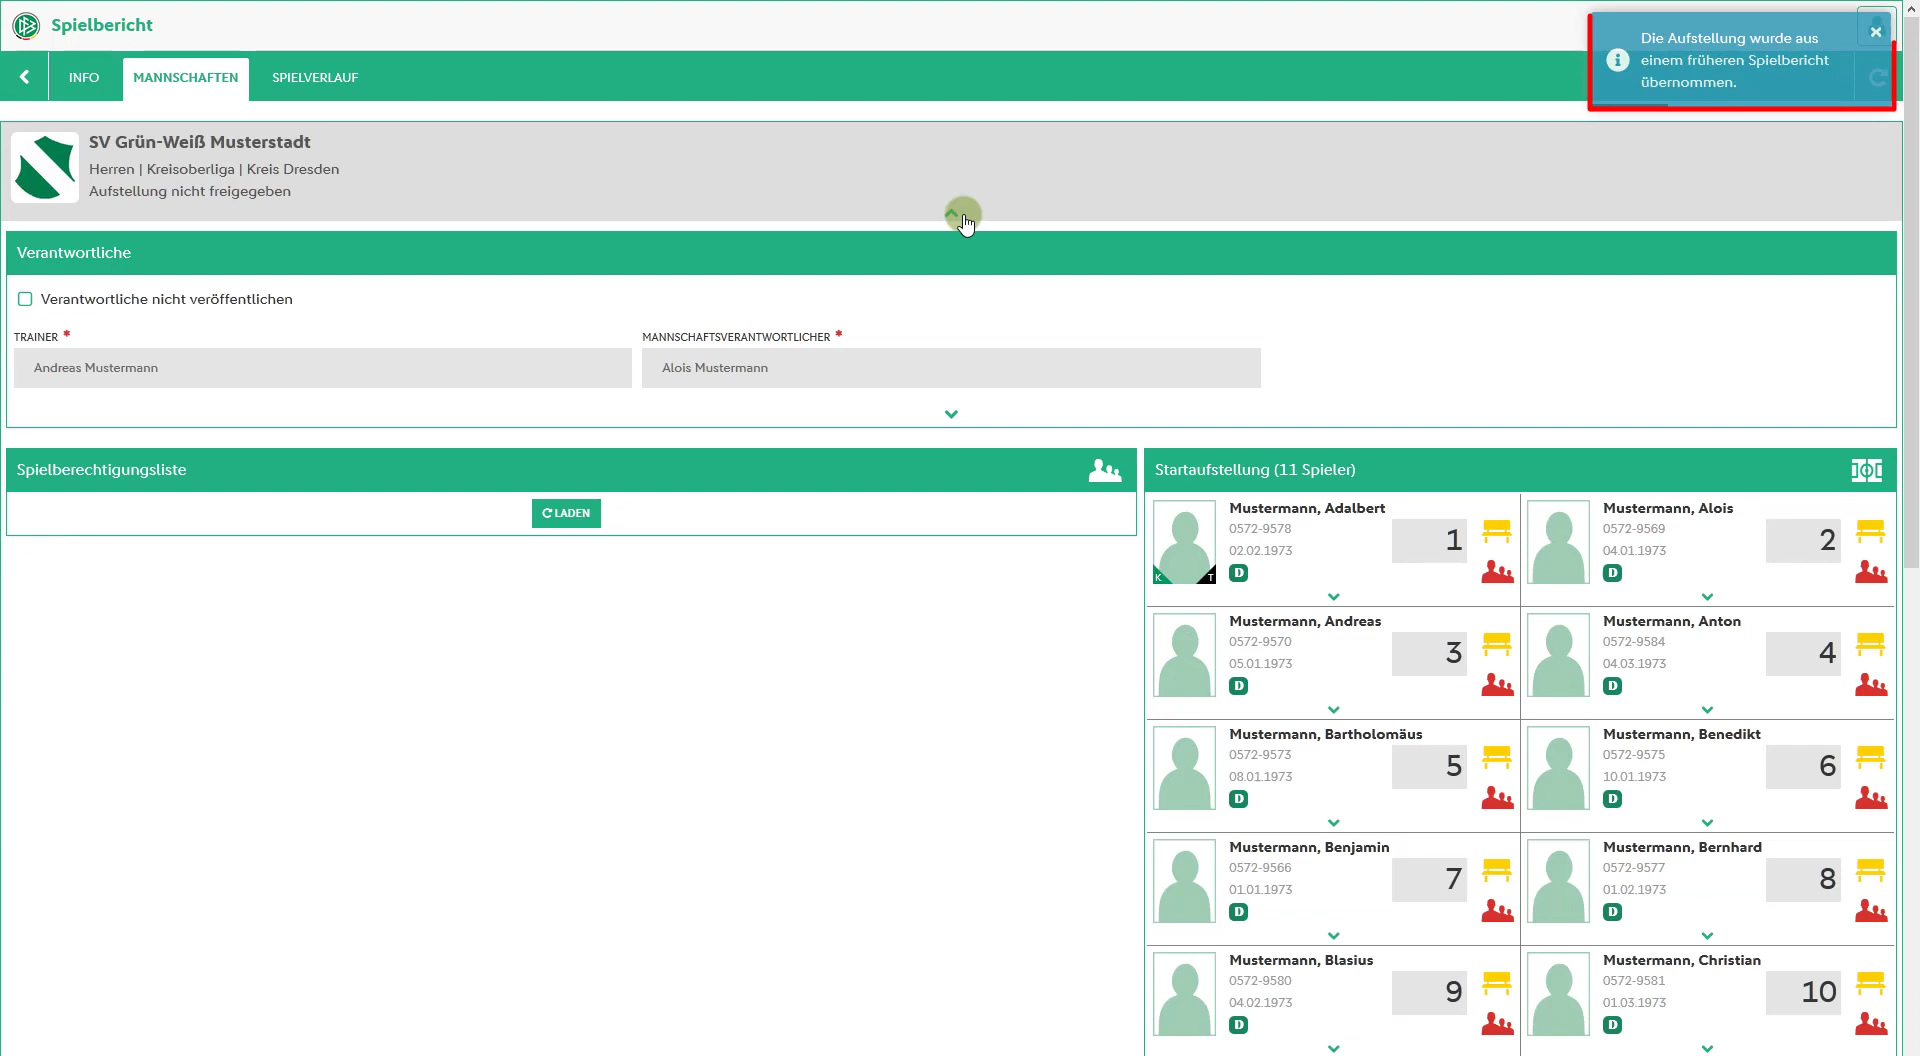 Spielbericht
Die Aufstellung wurde aus
einem früheren Spielbericht
übernommen.
INFO
MANNSCHAFTEN
SPIELVERLAUF
SV Grün-Weiß Musterstadt
Herren | Kreisoberliga | Kreis Dresden
Aufstellung nicht freigegeben
Verantwortliche
Verantwortliche nicht veröffentlichen
TRAINER *
MANNSCHAFTSVERANTWORTLICHER *
Andreas Mustermann
Alois Mustermann
Spielberechtigungsliste
LADEN
Startaufstellung (11 Spieler)
Mustermann, Adalbert
0572-9578
02.02.1973
D
K
T
1
Mustermann, Alois
0572-9569
04.01.1973
D
2
Mustermann, Andreas
0572-9570
05.01.1973
D
3
Mustermann, Anton
0572-9584
04.03.1973
D
4
Mustermann, Bartholomäus
0572-9573
08.01.1973
D
5
Mustermann, Benedikt
0572-9575
10.01.1973
D
6
Mustermann, Benjamin
0572-9566
01.01.1973
D
7
Mustermann, Bernhard
0572-9577
01.02.1973
D
8
Mustermann, Blasius
0572-9580
04.02.1973
D
9
Mustermann, Christian
0572-9581
01.03.1973
D
10